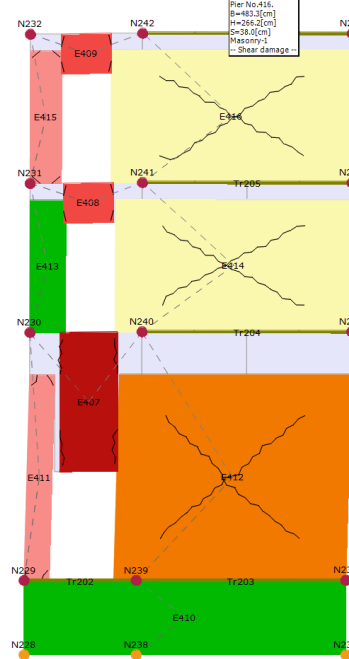 Pier No.416.
B=483.3[cm]
H=266.2[cm]
S=38.0[cm]
Masonry-1
-- Shear damage --
N232
N242
E409
E415
E416
N231
N241
Tr205
E408
E413
E414
N230
N240
Tr204
E407
E411
E412
N229
N239
Tr202
Tr203
E410
N228
N238